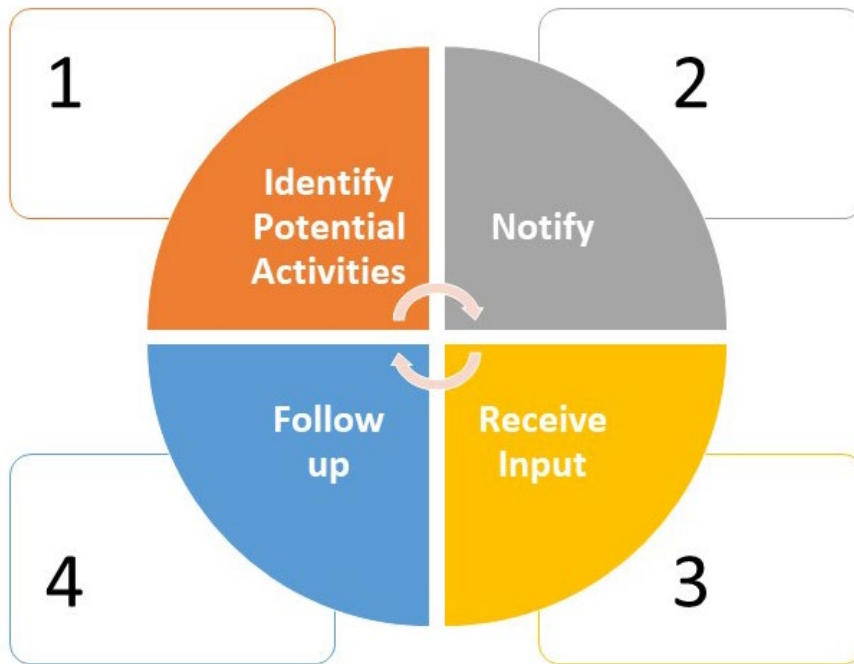 1
Identify
Potential
Activities
2
Notify
3
Receive
Input
4
Follow
up